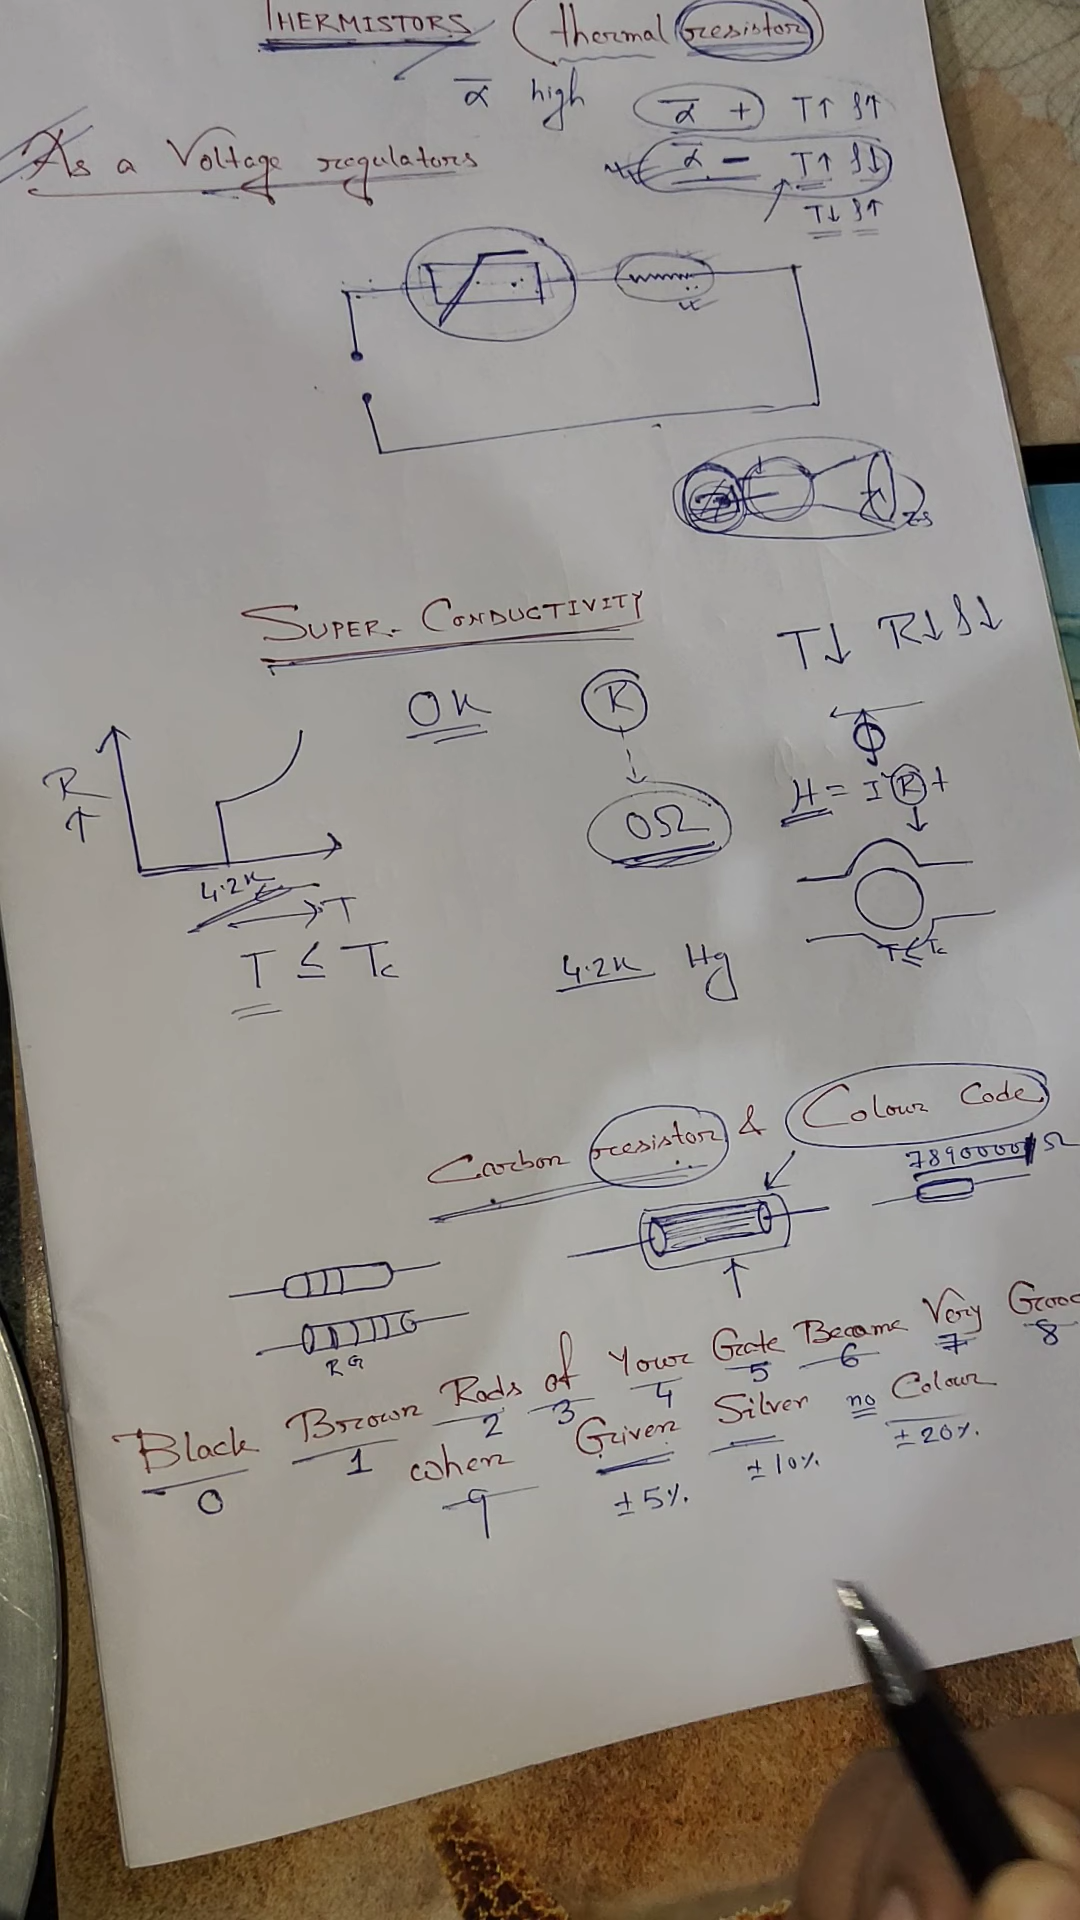 THERMISTORS (thermal resistor)
ᾱ high
ᾱ + T↑ ρ↑
ᾱ - T↑ ρ↓
T↓ ρ↑
As a Voltage regulators
SUPER-CONDUCTIVITY
T↓ R↓ ρ↓
0K R
0Ω
R ↑
4.2K
→ T
T ≤ Tc
ϕ
H = I²Rt
T ≤ Tc
4.2K Hg
Carbon resistor & Colour Code
Ω
RG
Black Brown Rods of Your Gate Became Very Good
0 1 2 3 4 5 6 7 8
when Given Silver no Colour
9 ±5%. ±10%. ±20%.